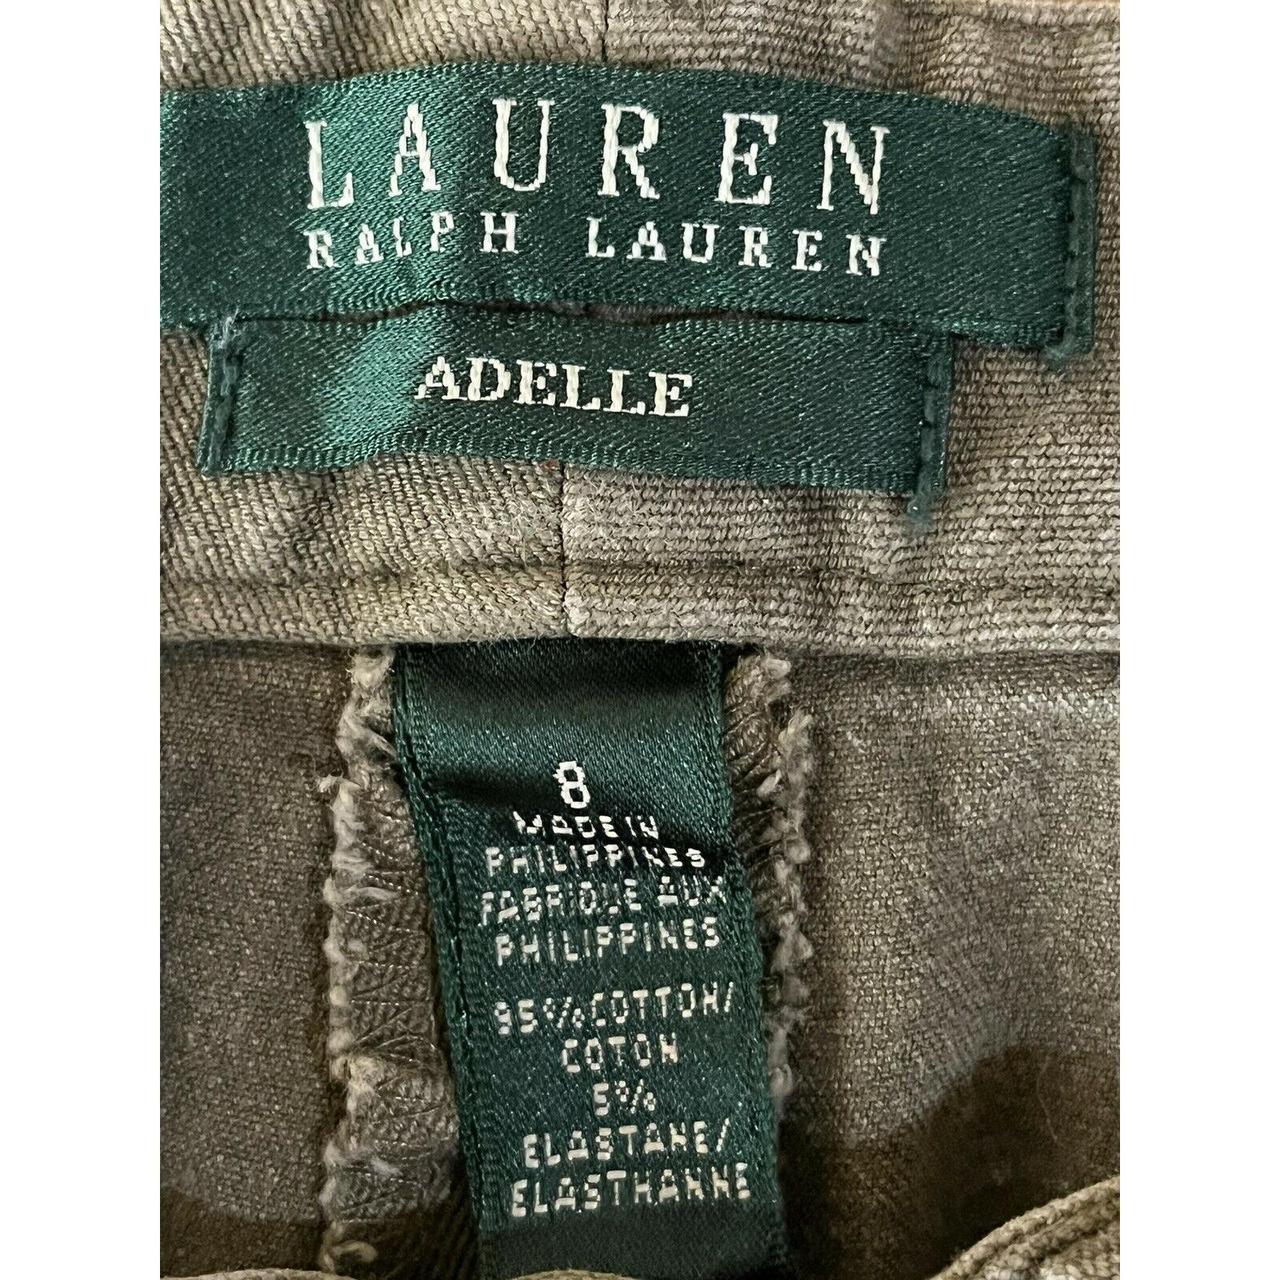 LAUREN
RALPH LAUREN
ADELLE
8
MADE IN
PHILIPPINES
FABRIQUE AUX
PHILIPPINES
95% COTTON/
COTON
5%
ELASTANE/
ELASTHANNE